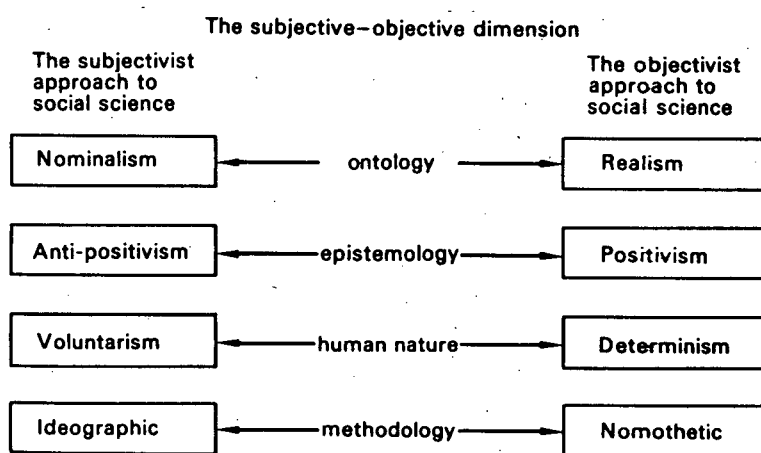 The subjective–objective dimension
The subjectivist
approach to
social science
The objectivist
approach to
social science
Nominalism
ontology
Realism
Anti-positivism
epistemology
Positivism
Voluntarism
human nature
Determinism
Ideographic
methodology
Nomothetic